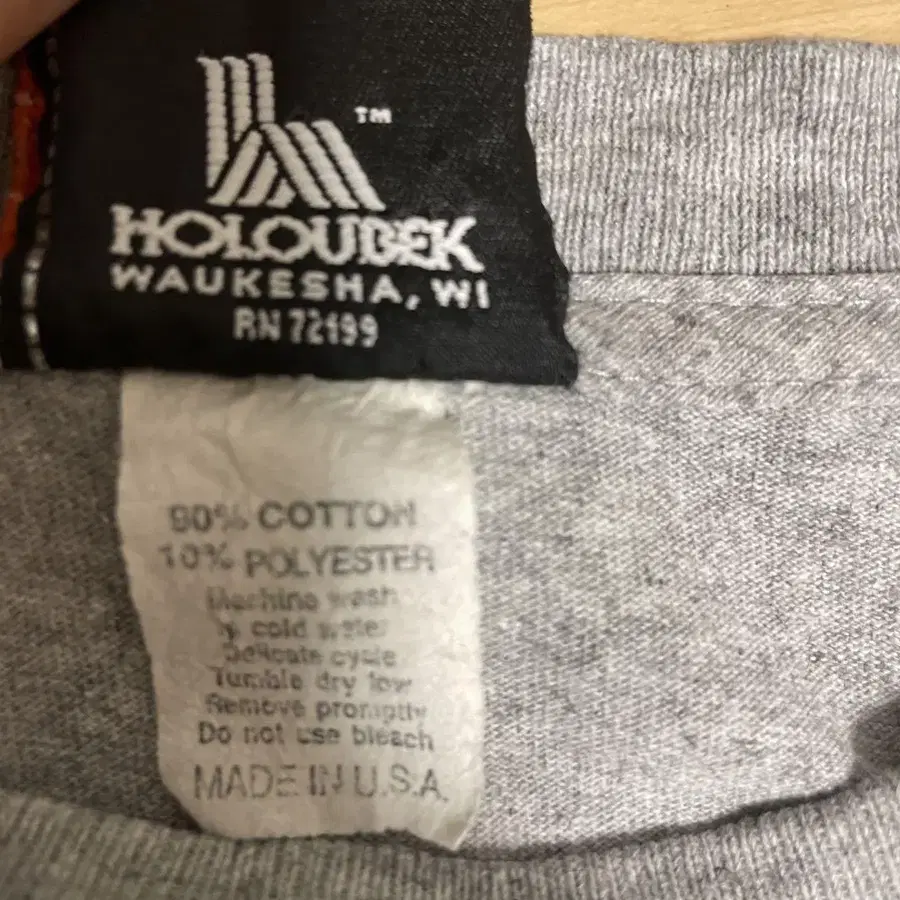 TM
HOLOUBEK
WAUKESHA, WI
RN 72499
90% COTTON
10% POLYESTER
Machine wash
cold water
Delicate cycle
Tumble dry low
Remove promptly
Do not use bleach
MADE IN U.S.A.